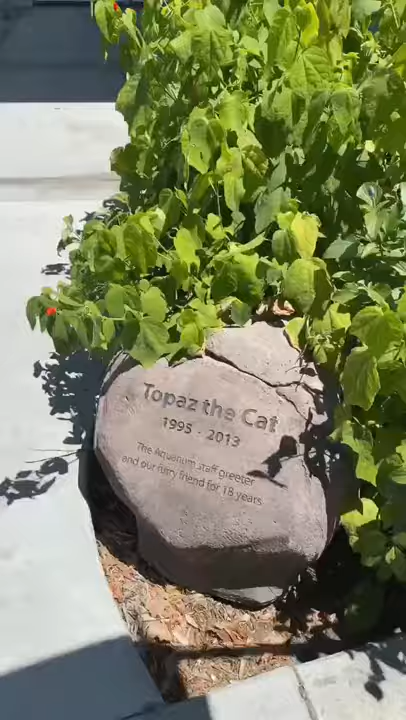 Topaz the Cat
1995 - 2013
The Aquarium staff greeter
and our furry friend for 18 years